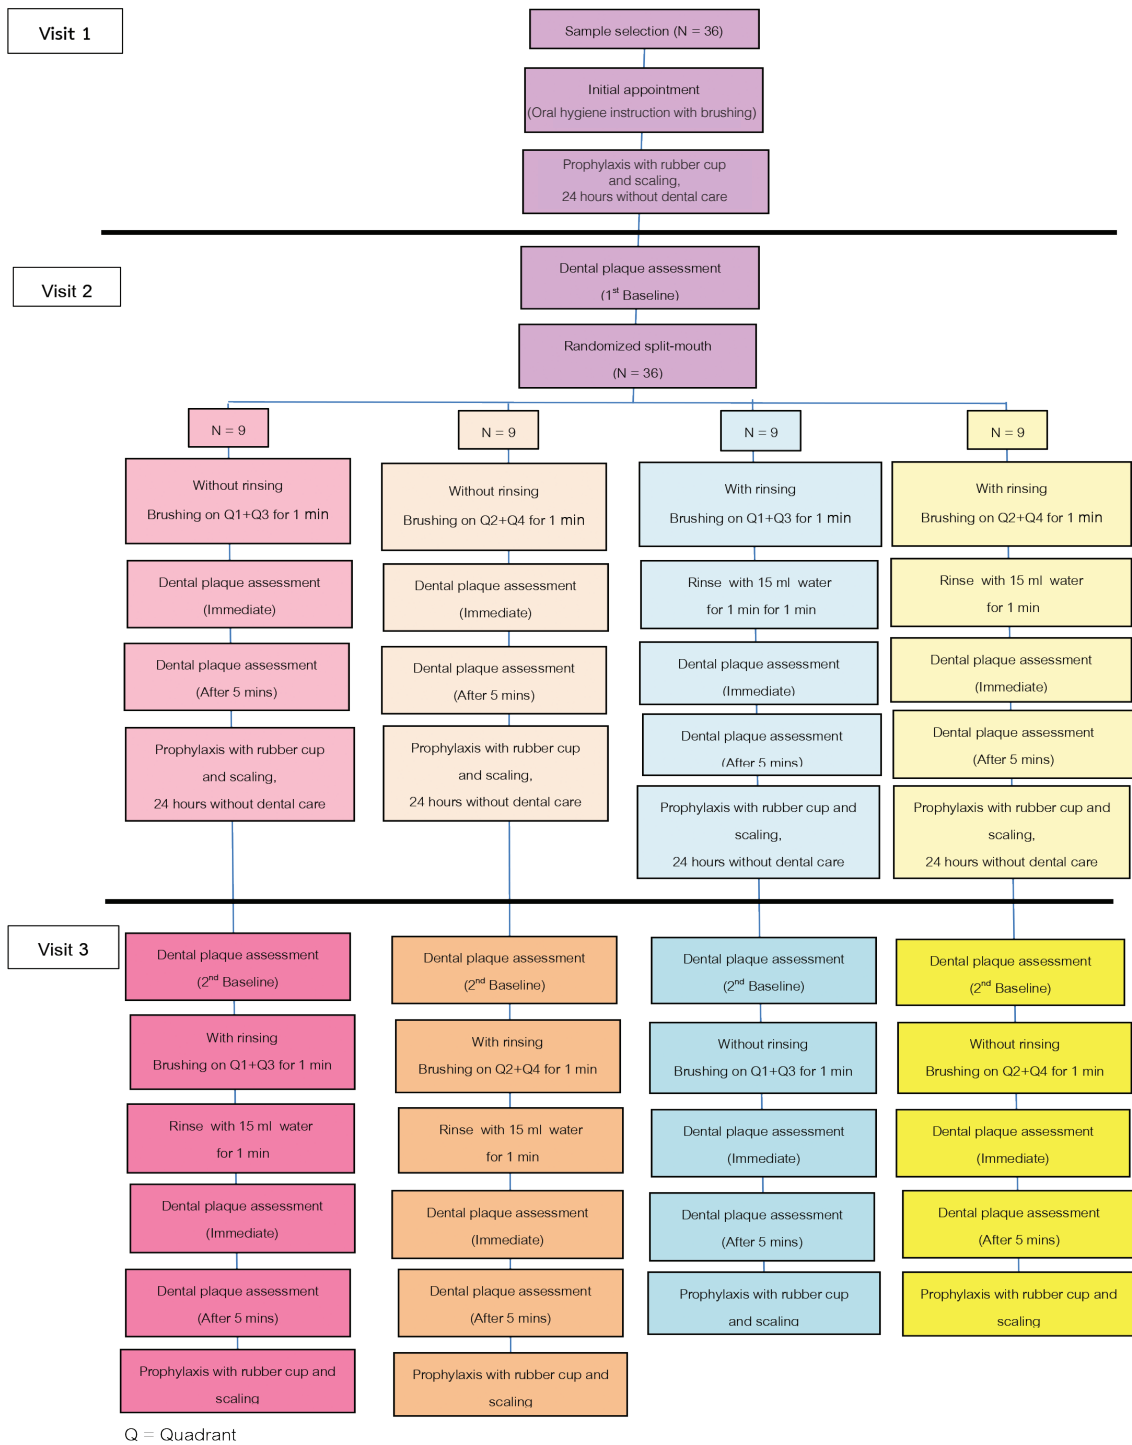 Visit 1
Sample selection (N = 36)
Initial appointment
(Oral hygiene instruction with brushing)
Prophylaxis with rubber cup
and scaling,
24 hours without dental care
Visit 2
Dental plaque assessment
(1st Baseline)
Randomized split-mouth
(N = 36)
N = 9
Without rinsing
Brushing on Q1+Q3 for 1 min
Dental plaque assessment
(Immediate)
Dental plaque assessment
(After 5 mins)
Prophylaxis with rubber cup
and scaling,
24 hours without dental care
N = 9
Without rinsing
Brushing on Q2+Q4 for 1 min
Dental plaque assessment
(Immediate)
Dental plaque assessment
(After 5 mins)
Prophylaxis with rubber cup
and scaling,
24 hours without dental care
N = 9
With rinsing
Brushing on Q1+Q3 for 1 min
Rinse with 15 ml water
for 1 min for 1 min
Dental plaque assessment
(Immediate)
Dental plaque assessment
(After 5 mins)
Prophylaxis with rubber cup and
scaling,
24 hours without dental care
N = 9
With rinsing
Brushing on Q2+Q4 for 1 min
Rinse with 15 ml water
for 1 min
Dental plaque assessment
(Immediate)
Dental plaque assessment
(After 5 mins)
Prophylaxis with rubber cup and
scaling,
24 hours without dental care
Visit 3
Dental plaque assessment
(2nd Baseline)
With rinsing
Brushing on Q1+Q3 for 1 min
Rinse with 15 ml water
for 1 min
Dental plaque assessment
(Immediate)
Dental plaque assessment
(After 5 mins)
Prophylaxis with rubber cup and
scaling
Dental plaque assessment
(2nd Baseline)
With rinsing
Brushing on Q2+Q4 for 1 min
Rinse with 15 ml water
for 1 min
Dental plaque assessment
(Immediate)
Dental plaque assessment
(After 5 mins)
Prophylaxis with rubber cup and
scaling
Dental plaque assessment
(2nd Baseline)
Without rinsing
Brushing on Q1+Q3 for 1 min
Dental plaque assessment
(Immediate)
Dental plaque assessment
(After 5 mins)
Prophylaxis with rubber cup
and scaling
Dental plaque assessment
(2nd Baseline)
Without rinsing
Brushing on Q2+Q4 for 1 min
Dental plaque assessment
(Immediate)
Dental plaque assessment
(After 5 mins)
Prophylaxis with rubber cup and
scaling
Q = Quadrant